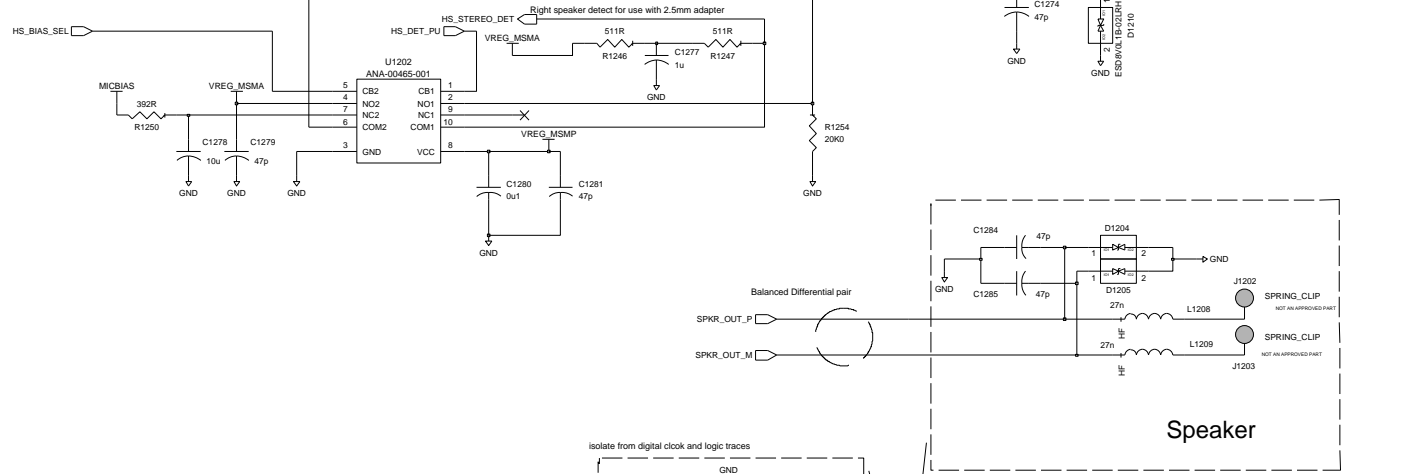 Right speaker detect for use with 2.5mm adapter
HS_STEREO_DET
HS_BIAS_SEL
HS_DET_PU
VREG_MSMA
511R
R1246
C1277
1u
GND
511R
R1247
U1202
ANA-00465-001
MICBIAS
VREG_MSMA
392R
R1250
5 CB2 CB1 1
4 NO2 NO1 2
7 NC2 NC1 9
6 COM2 COM1 10
3 GND VCC 8
C1278
10u
C1279
47p
GND
GND
GND
VREG_MSMP
C1280
0u1
C1281
47p
GND
R1254
20K0
GND
C1274
47p
GND
1
2
GND
ESD8V0L1B-02LRH
D1210
C1284
47p
D1204
1 2
GND
GND
C1285
47p
1 2
D1205
Balanced Differential pair
SPKR_OUT_P
SPKR_OUT_M
27n
HF
L1208
J1202
SPRING_CLIP
NOT AN APPROVED PART
27n
HF
L1209
SPRING_CLIP
NOT AN APPROVED PART
J1203
Speaker
isolate from digital clcok and logic traces
GND